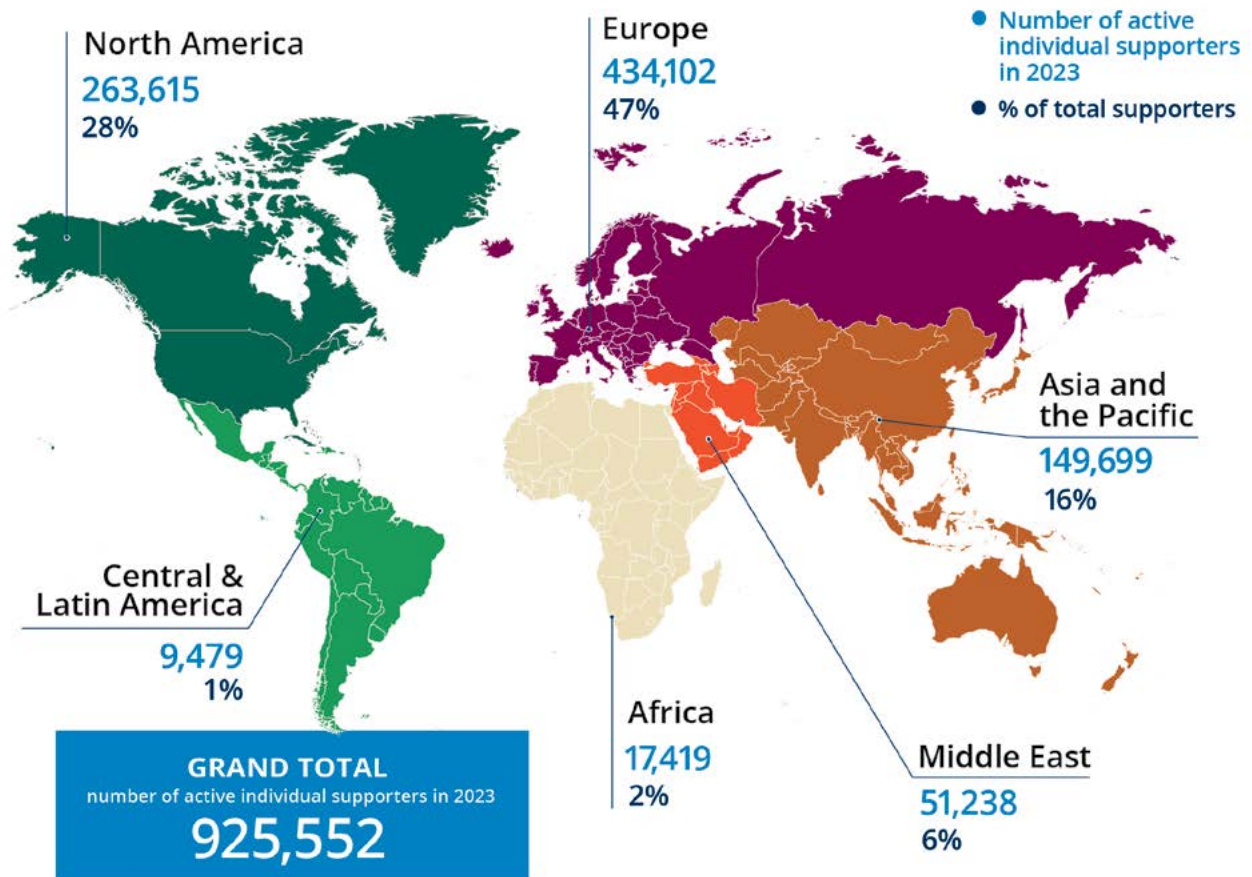 North America
263,615
28%
Europe
434,102
47%
Number of active
individual supporters
in 2023
% of total supporters
Asia and
the Pacific
149,699
16%
Central &
Latin America
9,479
1%
Africa
17,419
2%
Middle East
51,238
6%
GRAND TOTAL
number of active individual supporters in 2023
925,552